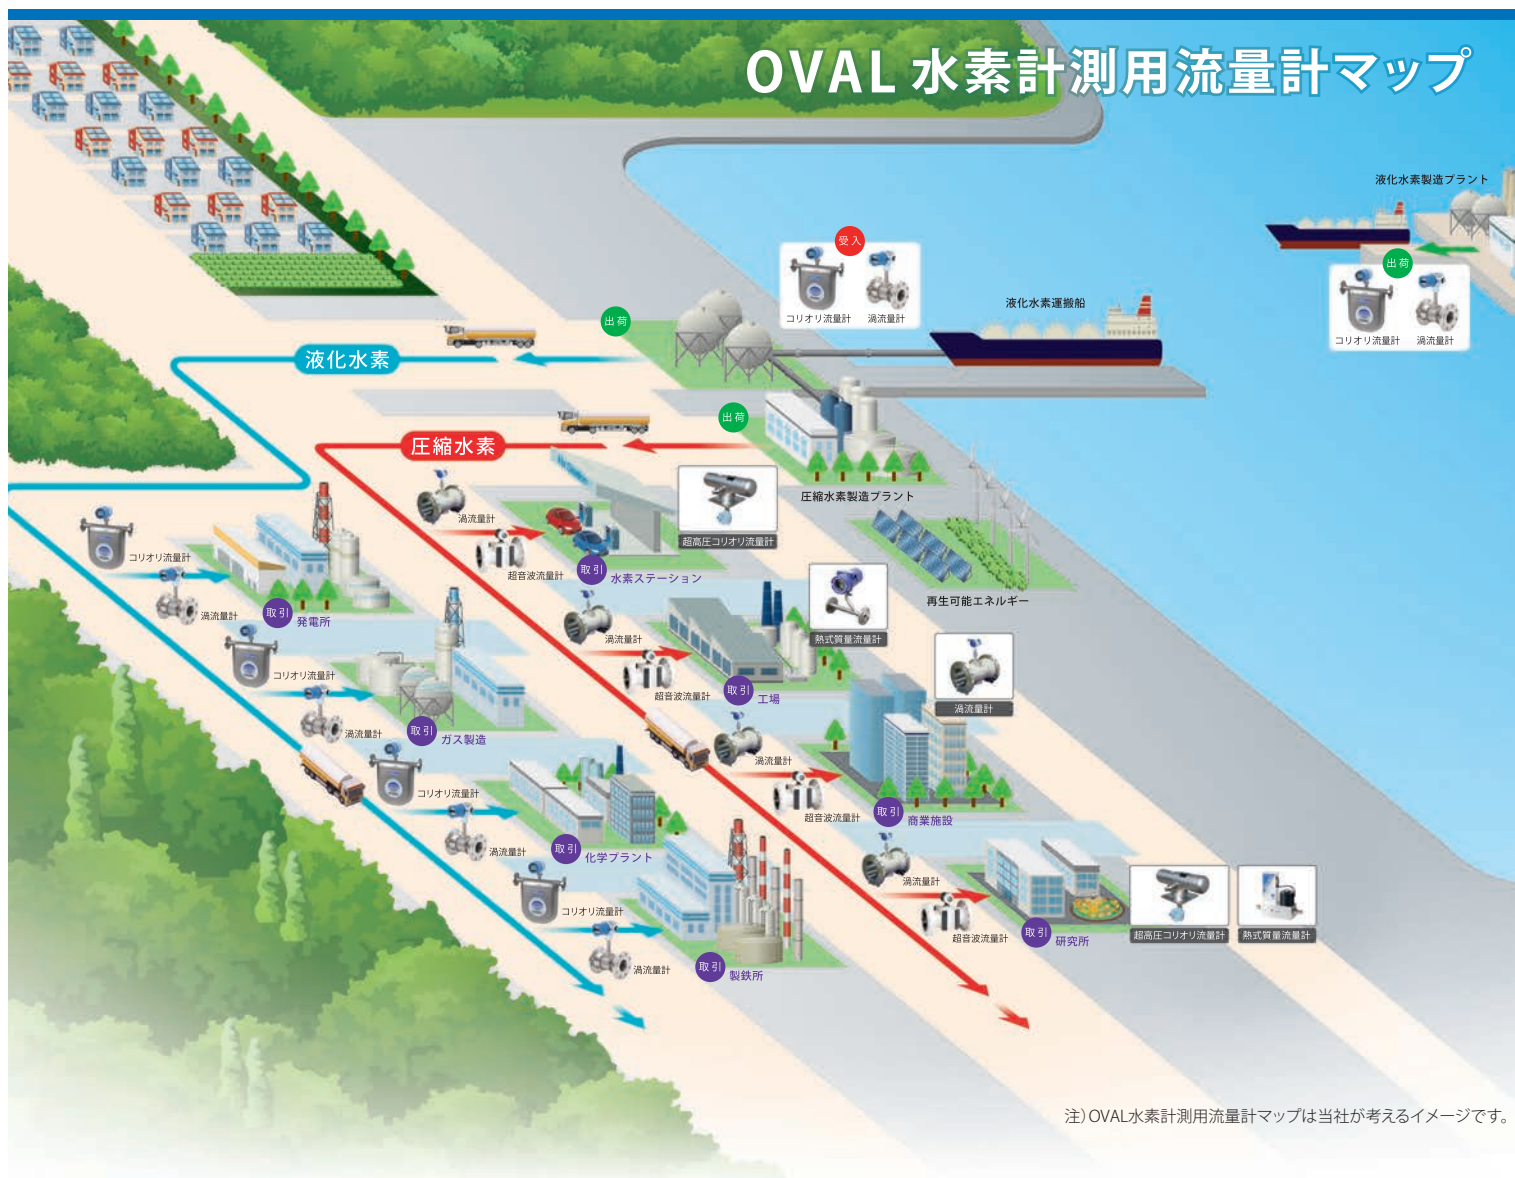 OVAL 水素計測用流量計マップ
液化水素製造プラント
出荷
コリオリ流量計
渦流量計
受入
コリオリ流量計
渦流量計
液化水素運搬船
出荷
液化水素
出荷
圧縮水素
圧縮水素製造プラント
渦流量計
超音波流量計
超高圧コリオリ流量計
取引
水素ステーション
再生可能エネルギー
コリオリ流量計
渦流量計
取引
発電所
渦流量計
超音波流量計
熱式質量流量計
取引
工場
コリオリ流量計
渦流量計
取引
ガス製造
渦流量計
渦流量計
超音波流量計
取引
商業施設
コリオリ流量計
渦流量計
取引
化学プラント
渦流量計
超音波流量計
取引
研究所
超高圧コリオリ流量計
熱式質量流量計
コリオリ流量計
渦流量計
取引
製鉄所
注）OVAL水素計測用流量計マップは当社が考えるイメージです。